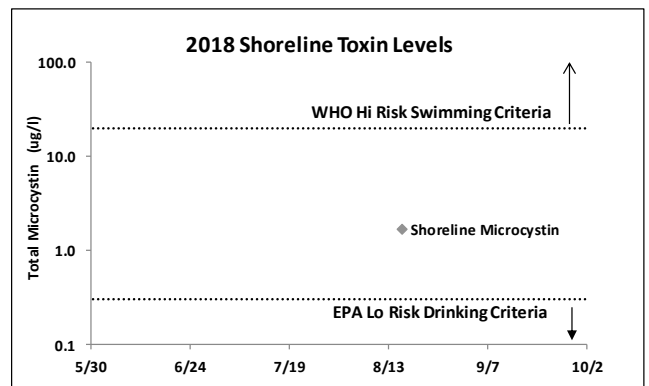 2018 Shoreline Toxin Levels
Total Microcystin (ug/l)
100.0
10.0
1.0
0.1
WHO Hi Risk Swimming Criteria
Shoreline Microcystin
EPA Lo Risk Drinking Criteria
5/30 6/24 7/19 8/13 9/7 10/2